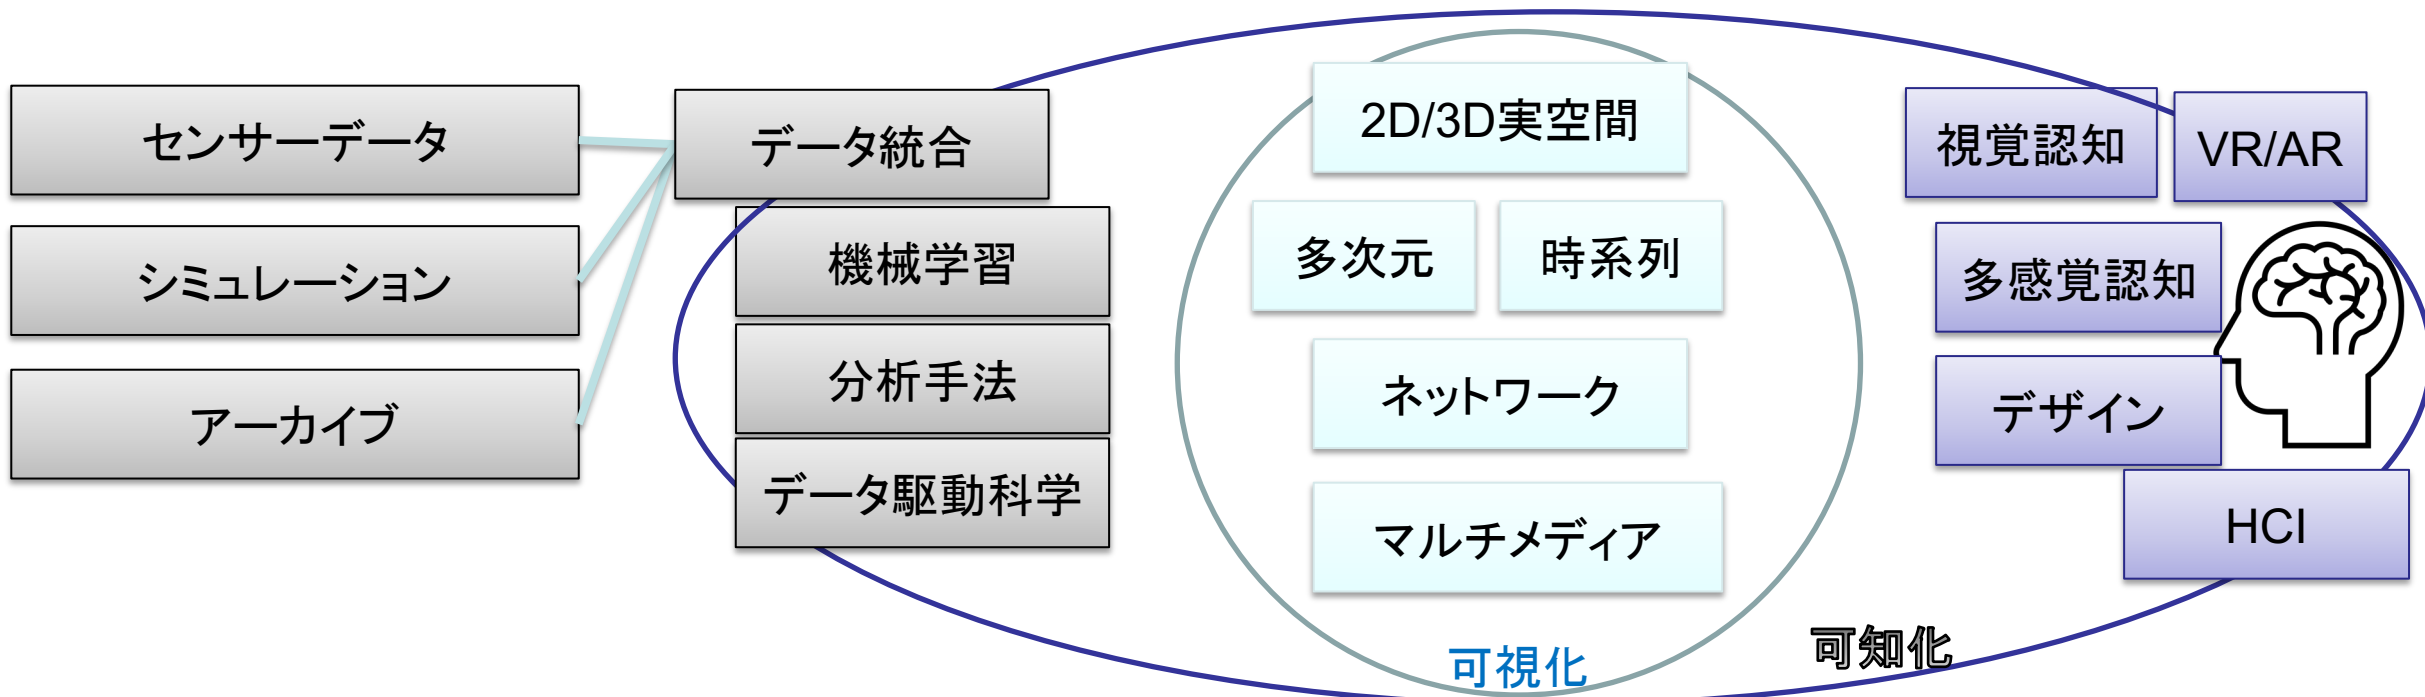 センサーデータ
シミュレーション
アーカイブ
データ統合
機械学習
分析手法
データ駆動科学
2D/3D実空間
多次元
時系列
ネットワーク
マルチメディア
可視化
視覚認知
VR/AR
多感覚認知
デザイン
HCI
可知化